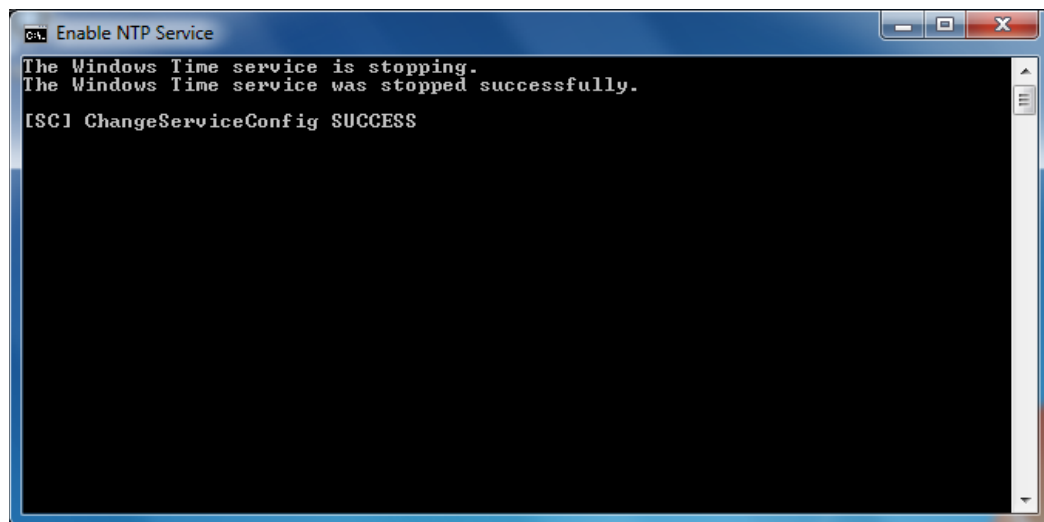 Enable NTP Service
The Windows Time service is stopping.
The Windows Time service was stopped successfully.
[SC] ChangeServiceConfig SUCCESS